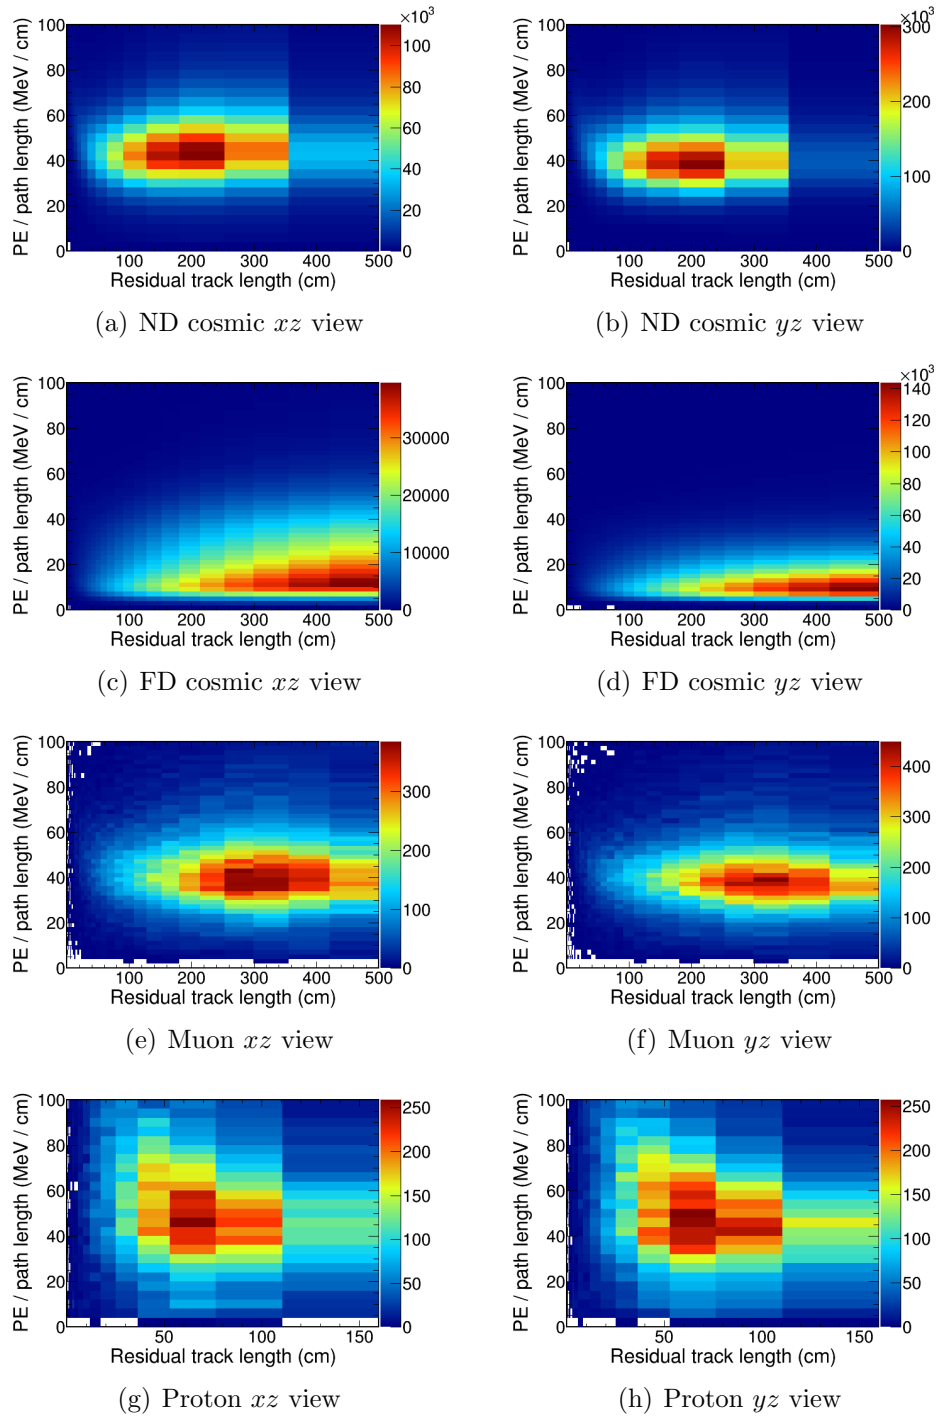 ×10³ ×10³
PE / path length (MeV / cm) 100 80 60 40 20 0 100 80 60 40 20 0 PE / path length (MeV / cm) 100 80 60 40 20 0 300 200 100 0
100 200 300 400 500 100 200 300 400 500
Residual track length (cm) Residual track length (cm)
(a) ND cosmic xz view (b) ND cosmic yz view
×10³
PE / path length (MeV / cm) 100 80 60 40 20 0 30000 20000 10000 0 PE / path length (MeV / cm) 100 80 60 40 20 0 140 120 100 80 60 40 20 0
100 200 300 400 500 100 200 300 400 500
Residual track length (cm) Residual track length (cm)
(c) FD cosmic xz view (d) FD cosmic yz view
PE / path length (MeV / cm) 100 80 60 40 20 0 300 200 100 0 PE / path length (MeV / cm) 100 80 60 40 20 0 400 300 200 100 0
100 200 300 400 500 100 200 300 400 500
Residual track length (cm) Residual track length (cm)
(e) Muon xz view (f) Muon yz view
PE / path length (MeV / cm) 100 80 60 40 20 0 250 200 150 100 50 0 PE / path length (MeV / cm) 100 80 60 40 20 0 250 200 150 100 50 0
50 100 150 50 100 150
Residual track length (cm) Residual track length (cm)
(g) Proton xz view (h) Proton yz view